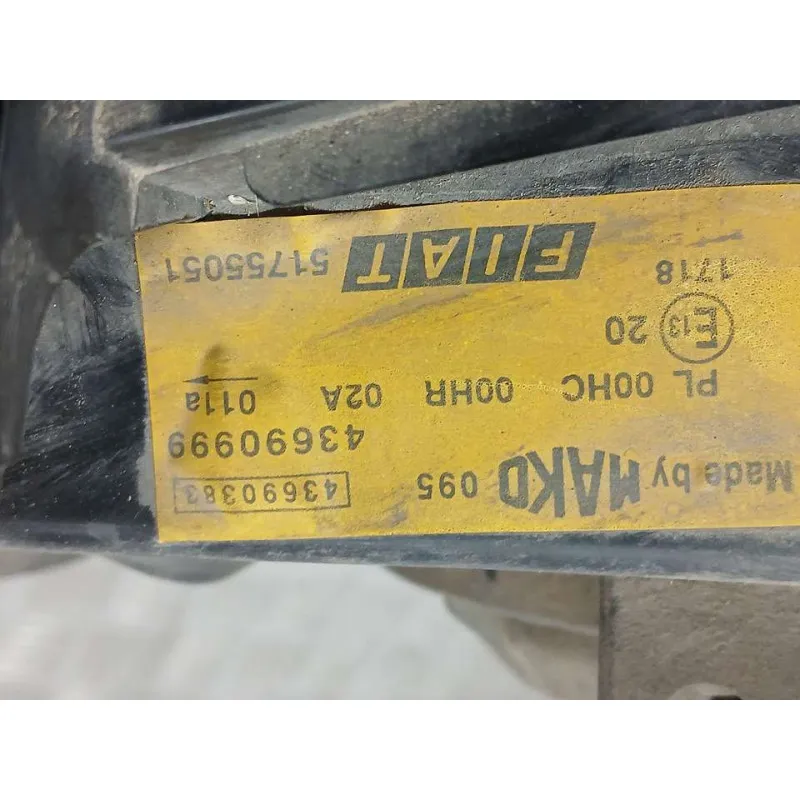 Made by MAKO 095 43690383
43690999
PL 00HC 00HR 02A 011a
→
E13 20
1718 FIAT 51755051